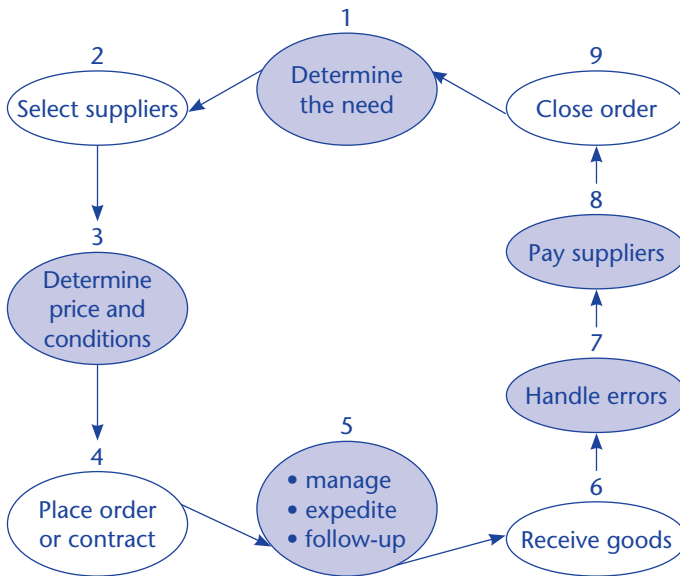 1
Determine
the need
2
Select suppliers
3
Determine
price and
conditions
4
Place order
or contract
5
• manage
• expedite
• follow-up
6
Receive goods
7
Handle errors
8
Pay suppliers
9
Close order